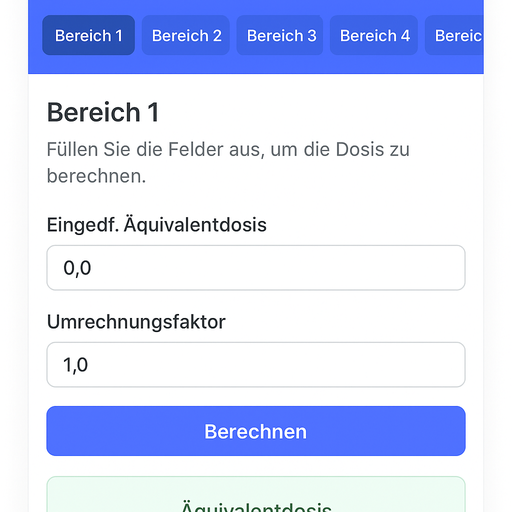 Bereich 1 Bereich 2 Bereich 3 Bereich 4 Bereic
Bereich 1
Füllen Sie die Felder aus, um die Dosis zu
berechnen.
Eingedf. Äquivalentdosis
0,0
Umrechnungsfaktor
1,0
Berechnen
Äquivalentdosis